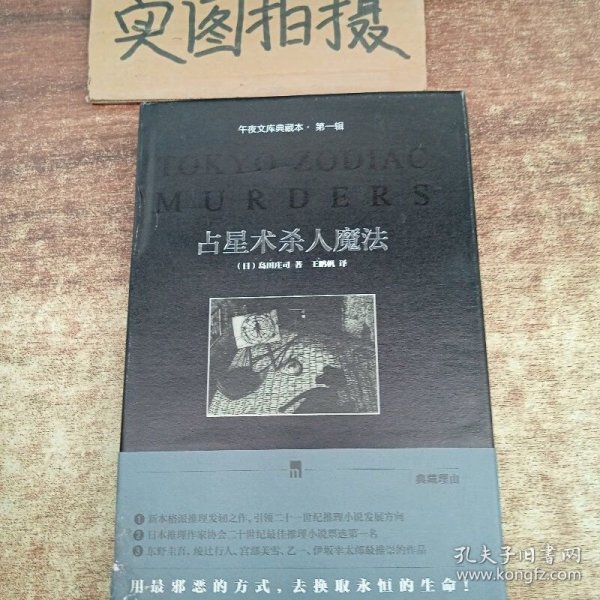 实图拍摄
午夜文库典藏本·第一辑
TOKYO ZODIAC
MURDERS
占星术杀人魔法
（日）岛田庄司 著 王鹏帆 译
m
典藏理由
1 新本格派推理发轫之作，引领二十一世纪推理小说发展方向
2 日本推理作家协会二十世纪最佳推理小说票选第一名
3 东野圭吾、绫辻行人、宫部美雪、乙一、伊坂幸太郎最推崇的作品
用最邪恶的方式，去换取永恒的生命！
孔夫子旧书网
www.kongfz.com